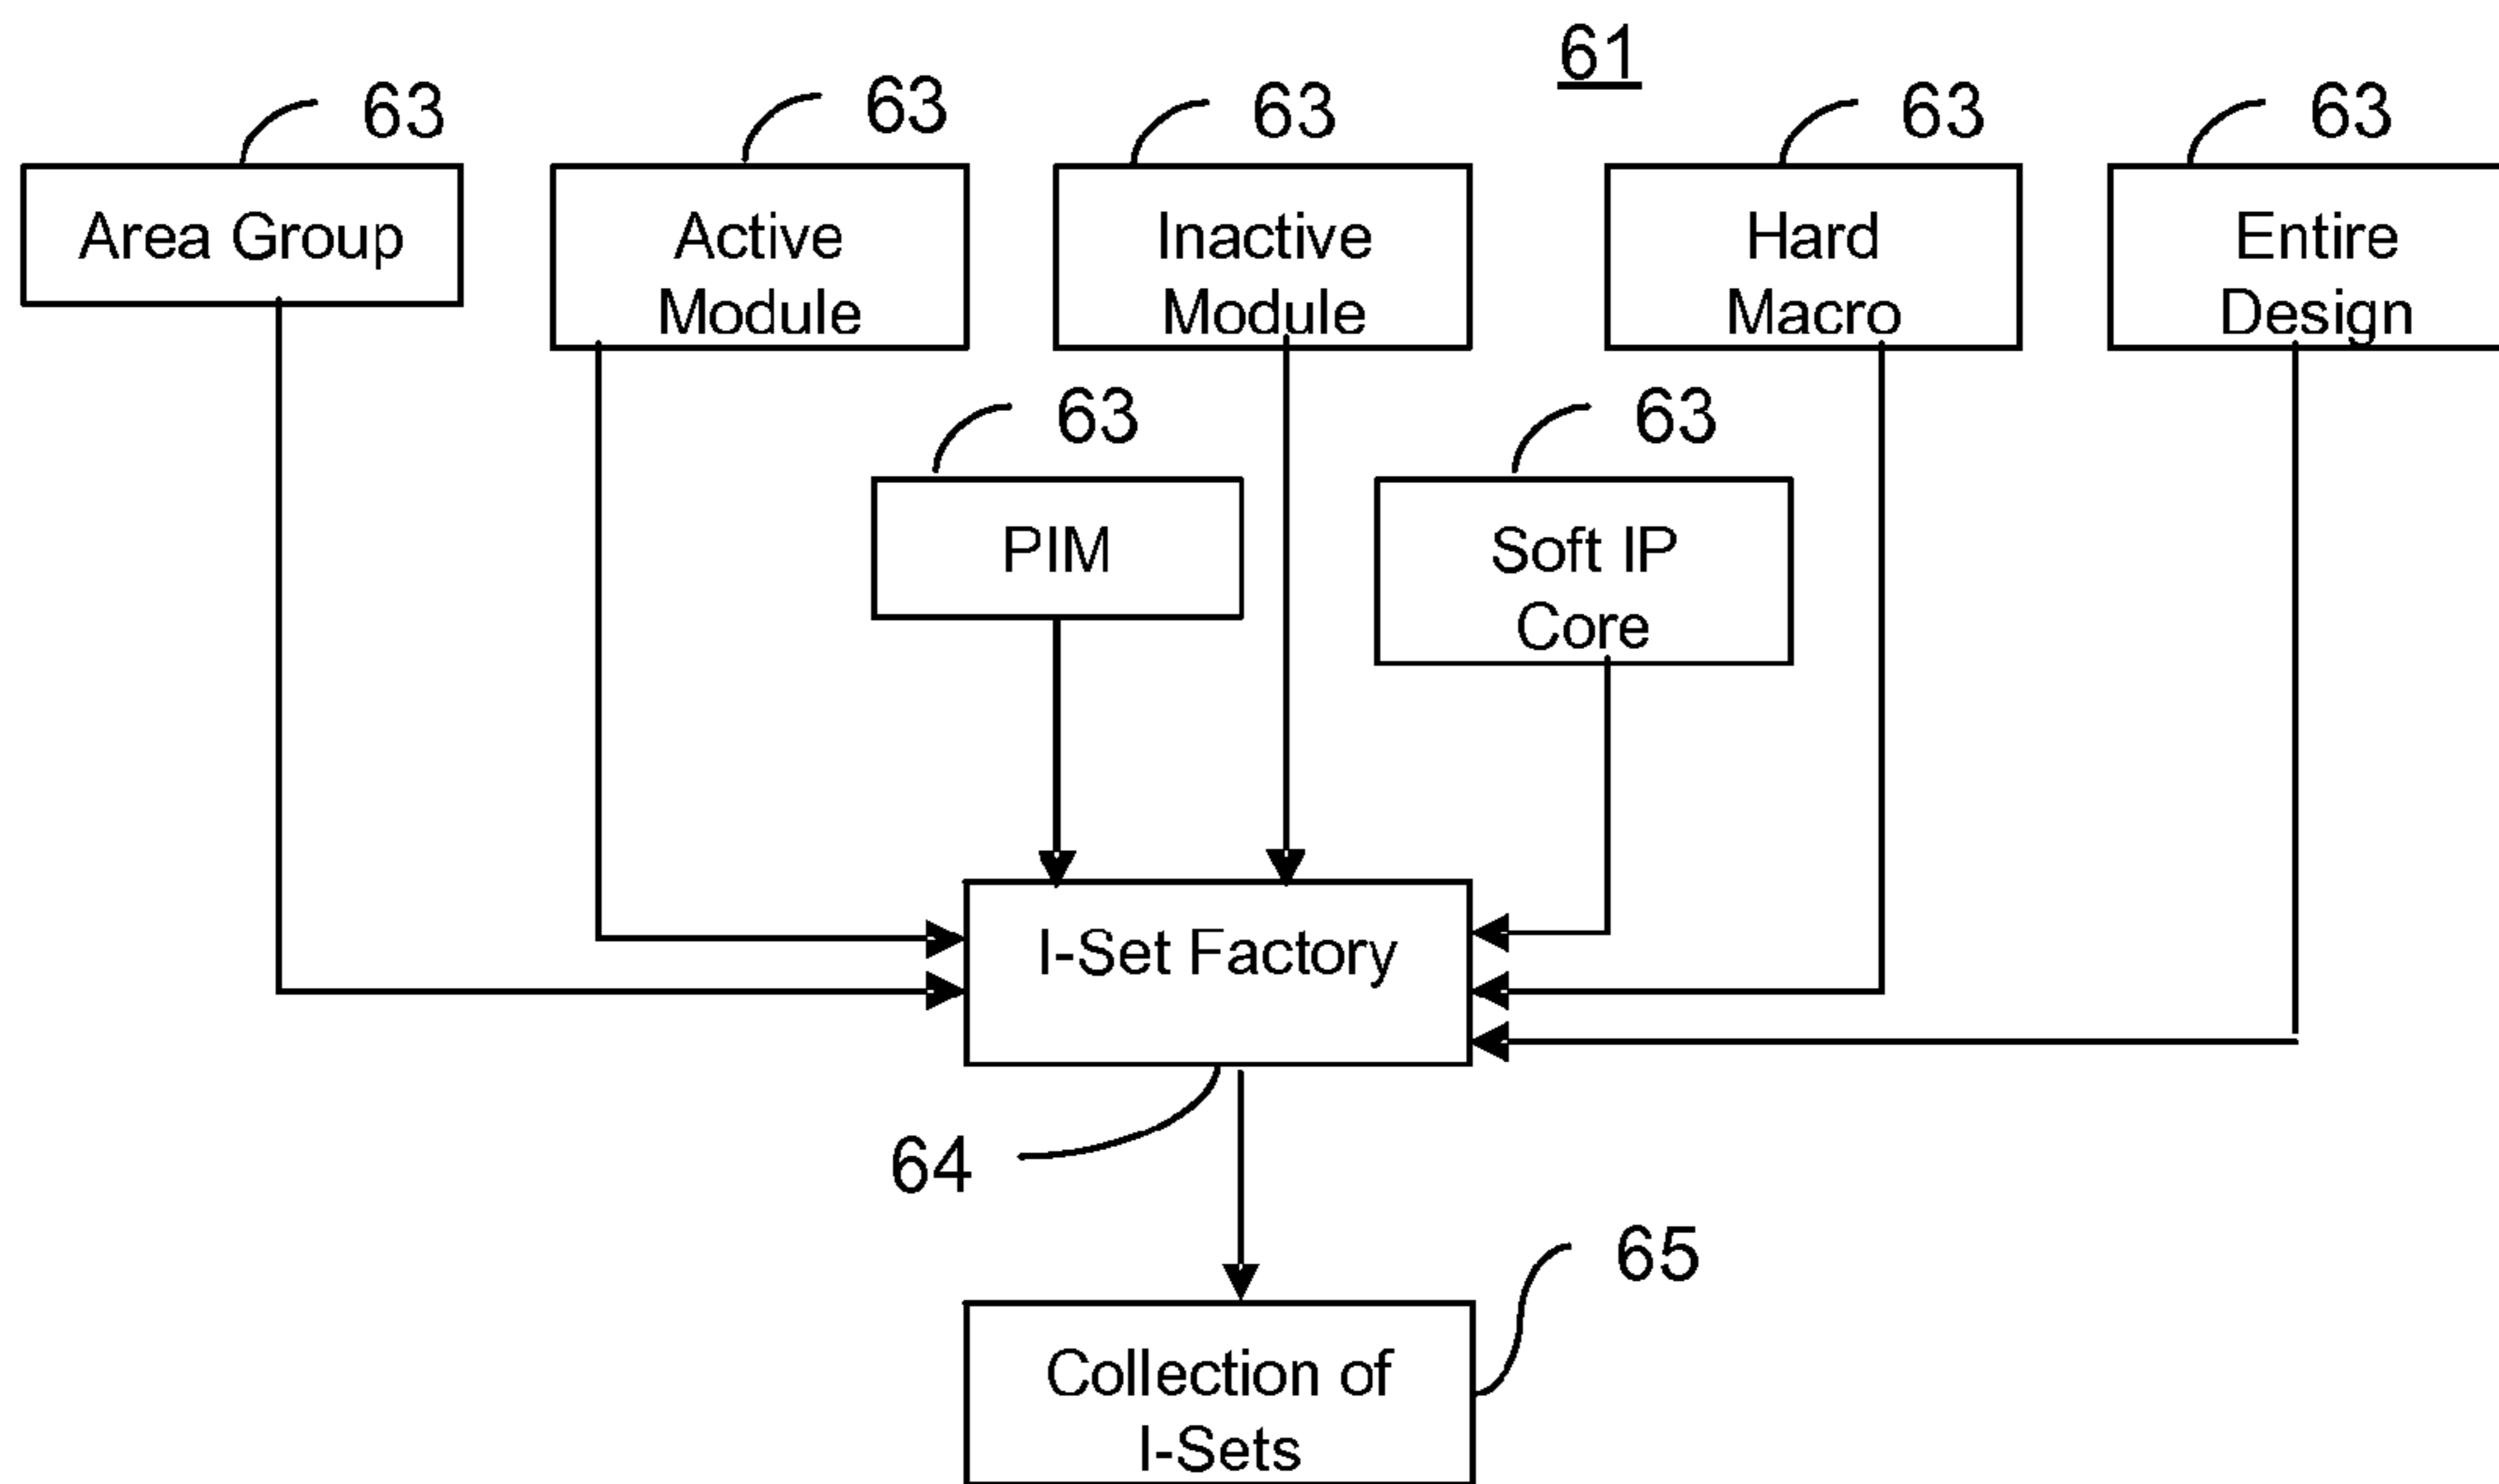 61
63 63 63 63 63
Area Group
Active
Module
Inactive
Module
Hard
Macro
Entire
Design
63 63
PIM
Soft IP
Core
I-Set Factory
64
65
Collection of
I-Sets